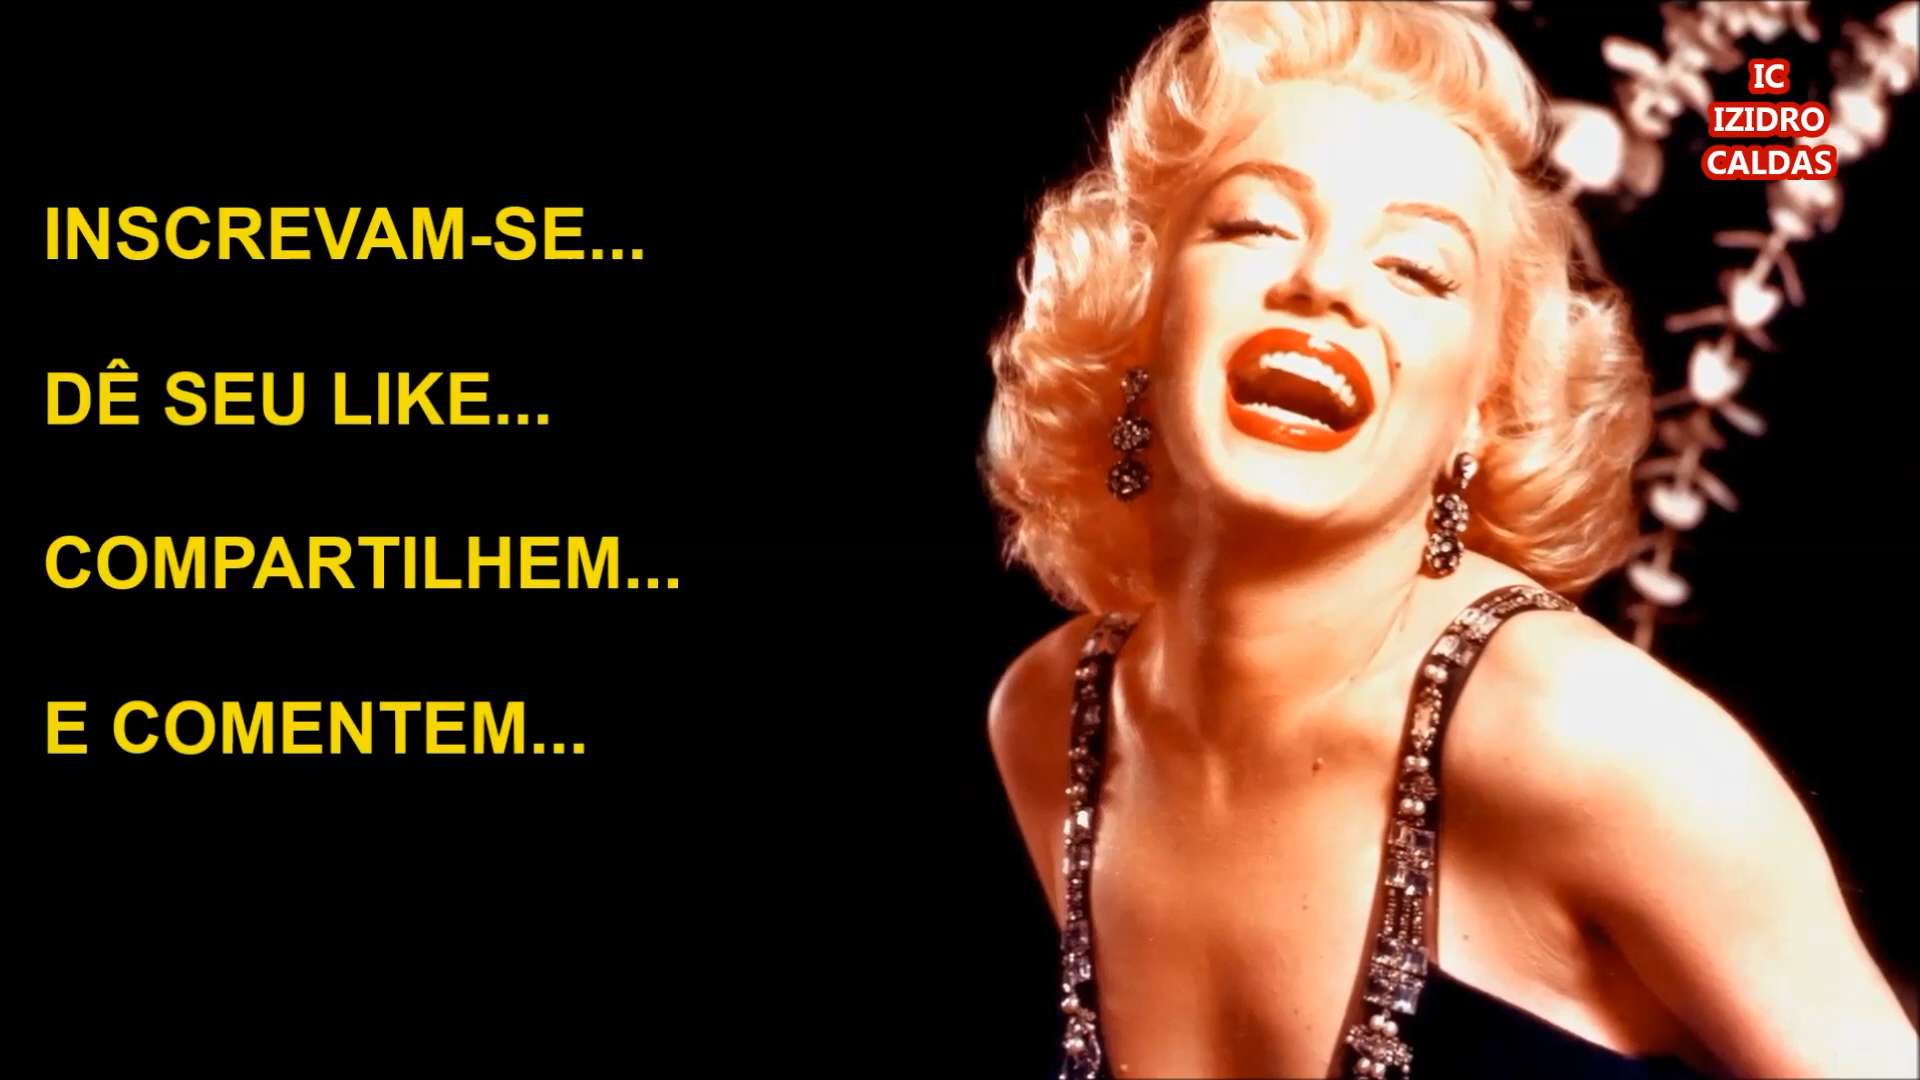 INSCREVAM-SE...
DÊ SEU LIKE...
COMPARTILHEM...
E COMENTEM...
IC
IZIDRO
CALDAS